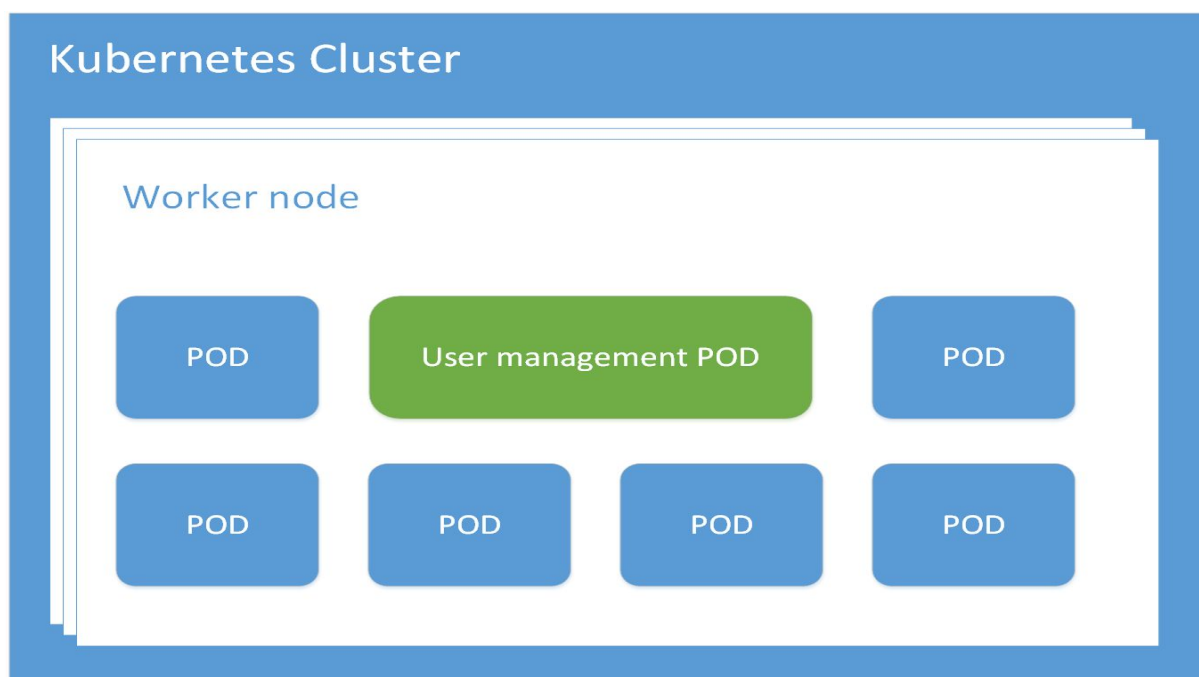 Kubernetes Cluster
Worker node
POD
User management POD
POD
POD
POD
POD
POD